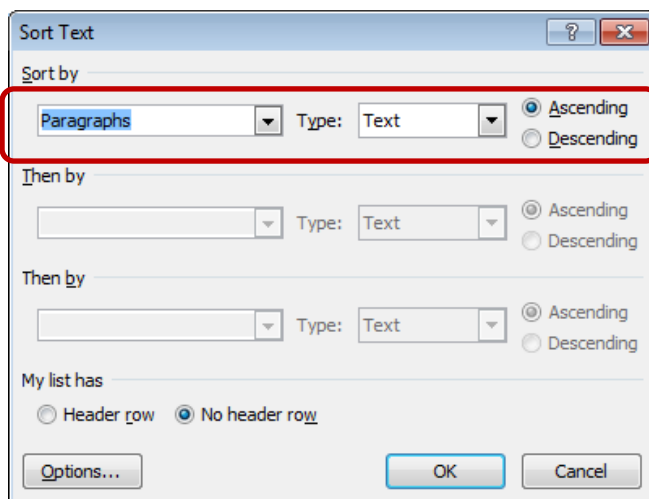 Sort Text
Sort by
Paragraphs Type: Text Ascending
Descending
Then by
Type: Text Ascending
Descending
Then by
Type: Text Ascending
Descending
My list has
Header row No header row
Options... OK Cancel